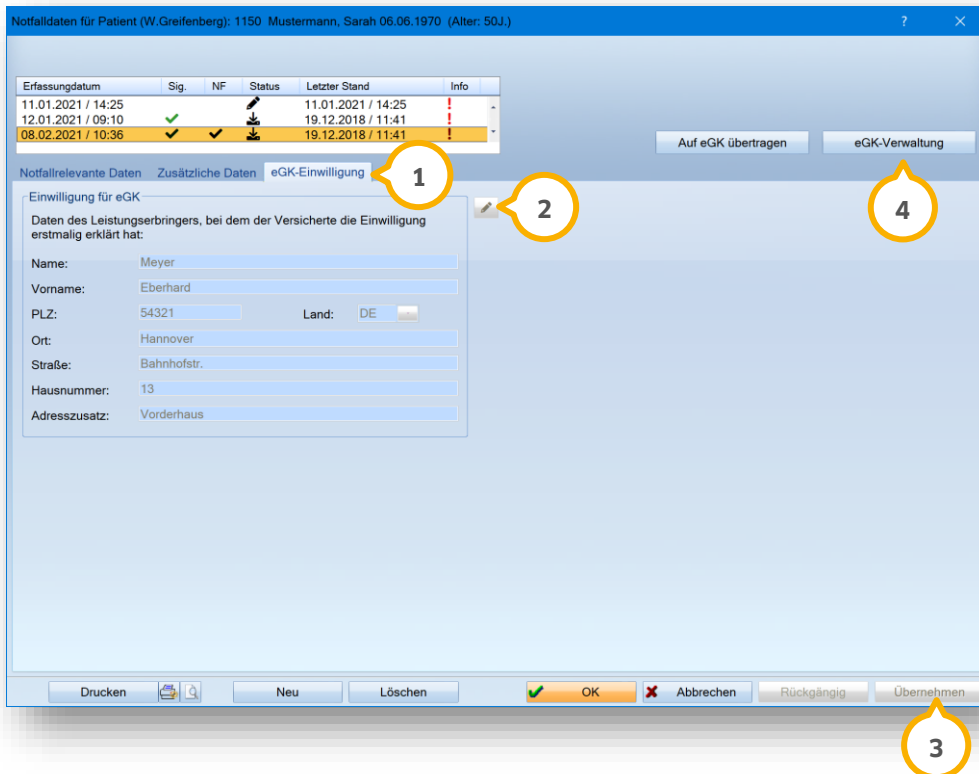 Notfalldaten für Patient (W.Greifenberg): 1150 Mustermann, Sarah 06.06.1970 (Alter: 50J.) ?
Erfassungdatum Sig. NF Status Letzter Stand Info
11.01.2021 / 14:25 11.01.2021 / 14:25 !
12.01.2021 / 09:10 19.12.2018 / 11:41 !
08.02.2021 / 10:36 19.12.2018 / 11:41 !
Auf eGK übertragen eGK-Verwaltung
Notfallrelevante Daten Zusätzliche Daten eGK-Einwilligung
1
2
4
Einwilligung für eGK
Daten des Leistungserbringers, bei dem der Versicherte die Einwilligung
erstmalig erklärt hat:
Name: Meyer
Vorname: Eberhard
PLZ: 54321 Land: DE
Ort: Hannover
Straße: Bahnhofstr.
Hausnummer: 13
Adresszusatz: Vorderhaus
Drucken Neu Löschen OK Abbrechen Rückgängig Übernehmen
3